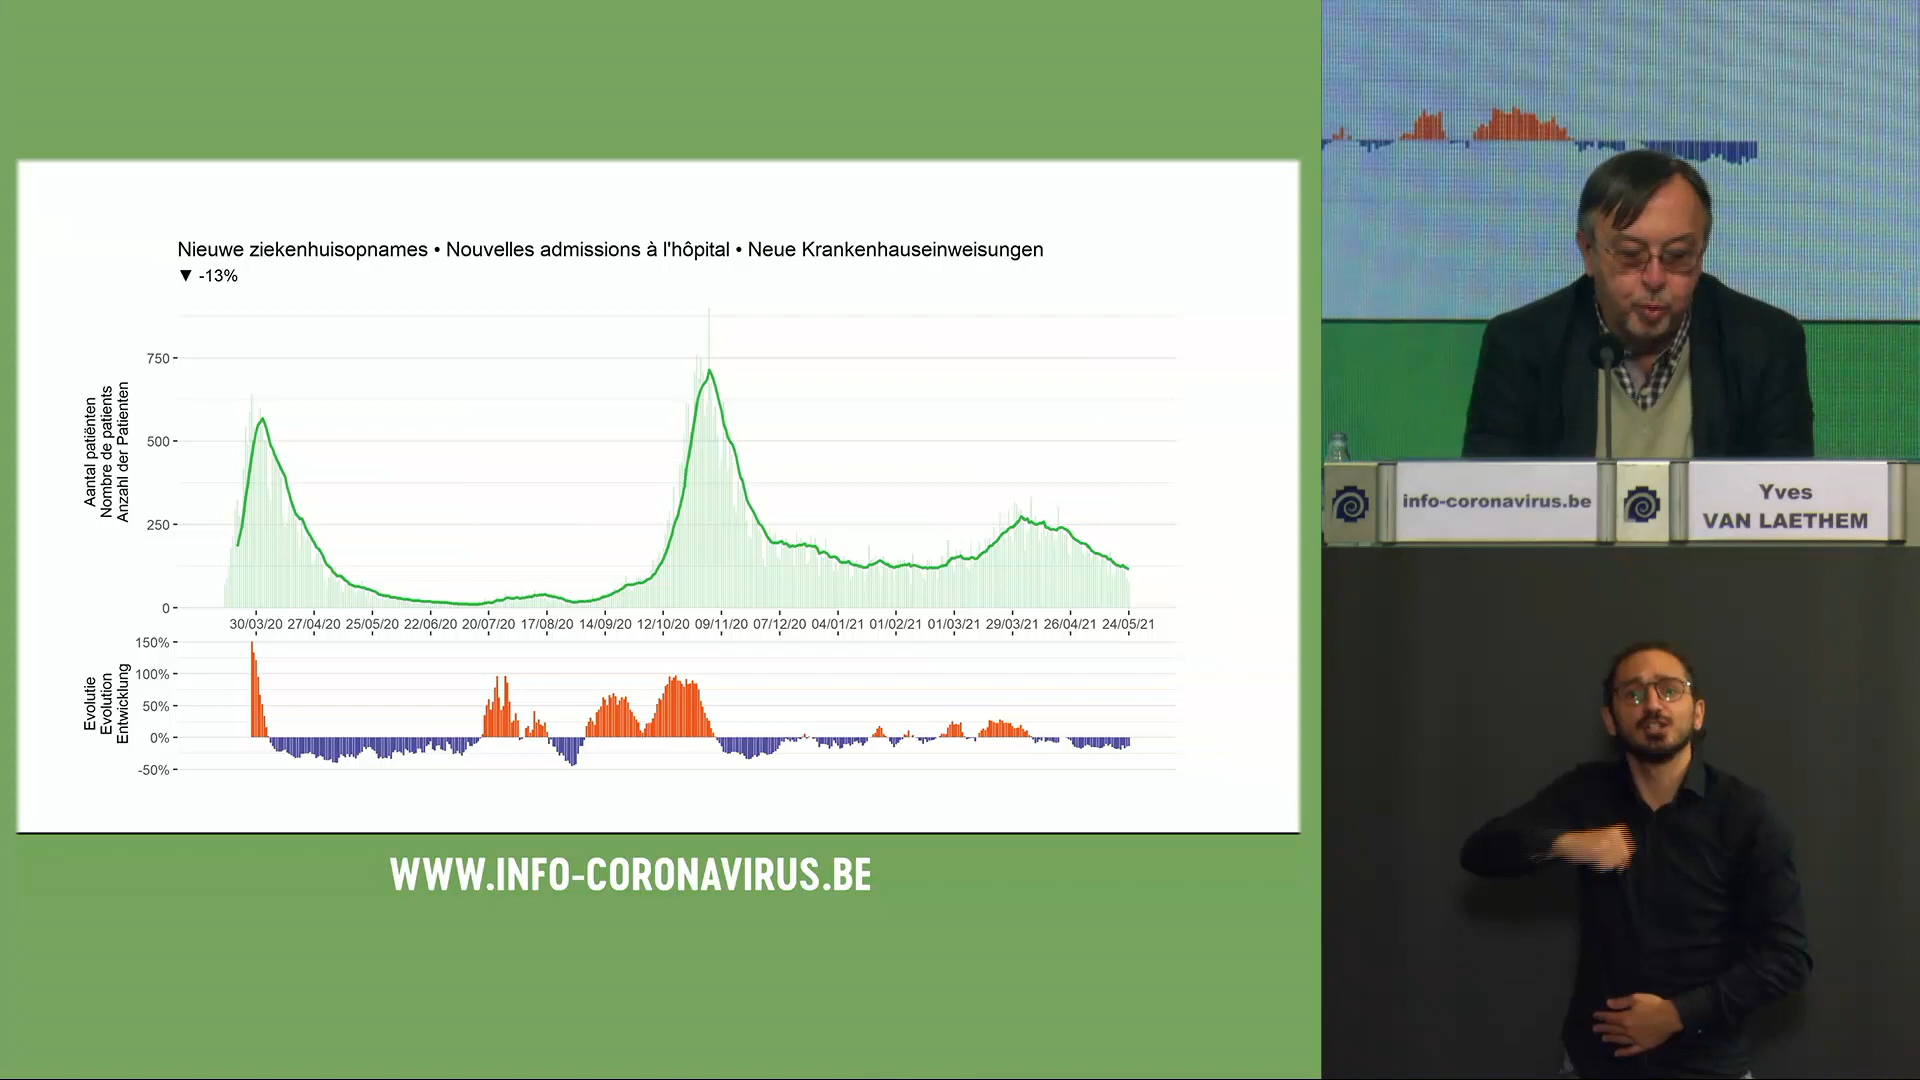 Nieuwe ziekenhuisopnames • Nouvelles admissions à l'hôpital • Neue Krankenhauseinweisungen
▼ -13%
Aantal patiënten
Nombre de patients
Anzahl der Patienten
750
500
250
0
30/03/20 27/04/20 25/05/20 22/06/20 20/07/20 17/08/20 14/09/20 12/10/20 09/11/20 07/12/20 04/01/21 01/02/21 01/03/21 29/03/21 26/04/21 24/05/21
Evolutie
Evolution
Entwicklung
150%
100%
50%
0%
-50%
WWW.INFO-CORONAVIRUS.BE
info-coronavirus.be
Yves
VAN LAETHEM